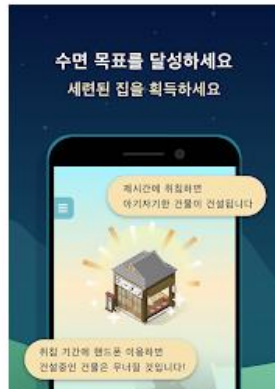 수면 목표를 달성하세요
세련된 집을 획득하세요
제시간에 취침하면
아기자기한 건물이 건설됩니다
취침 기간에 핸드폰 이용하면
건설중인 건물은 무너질 것입니다!